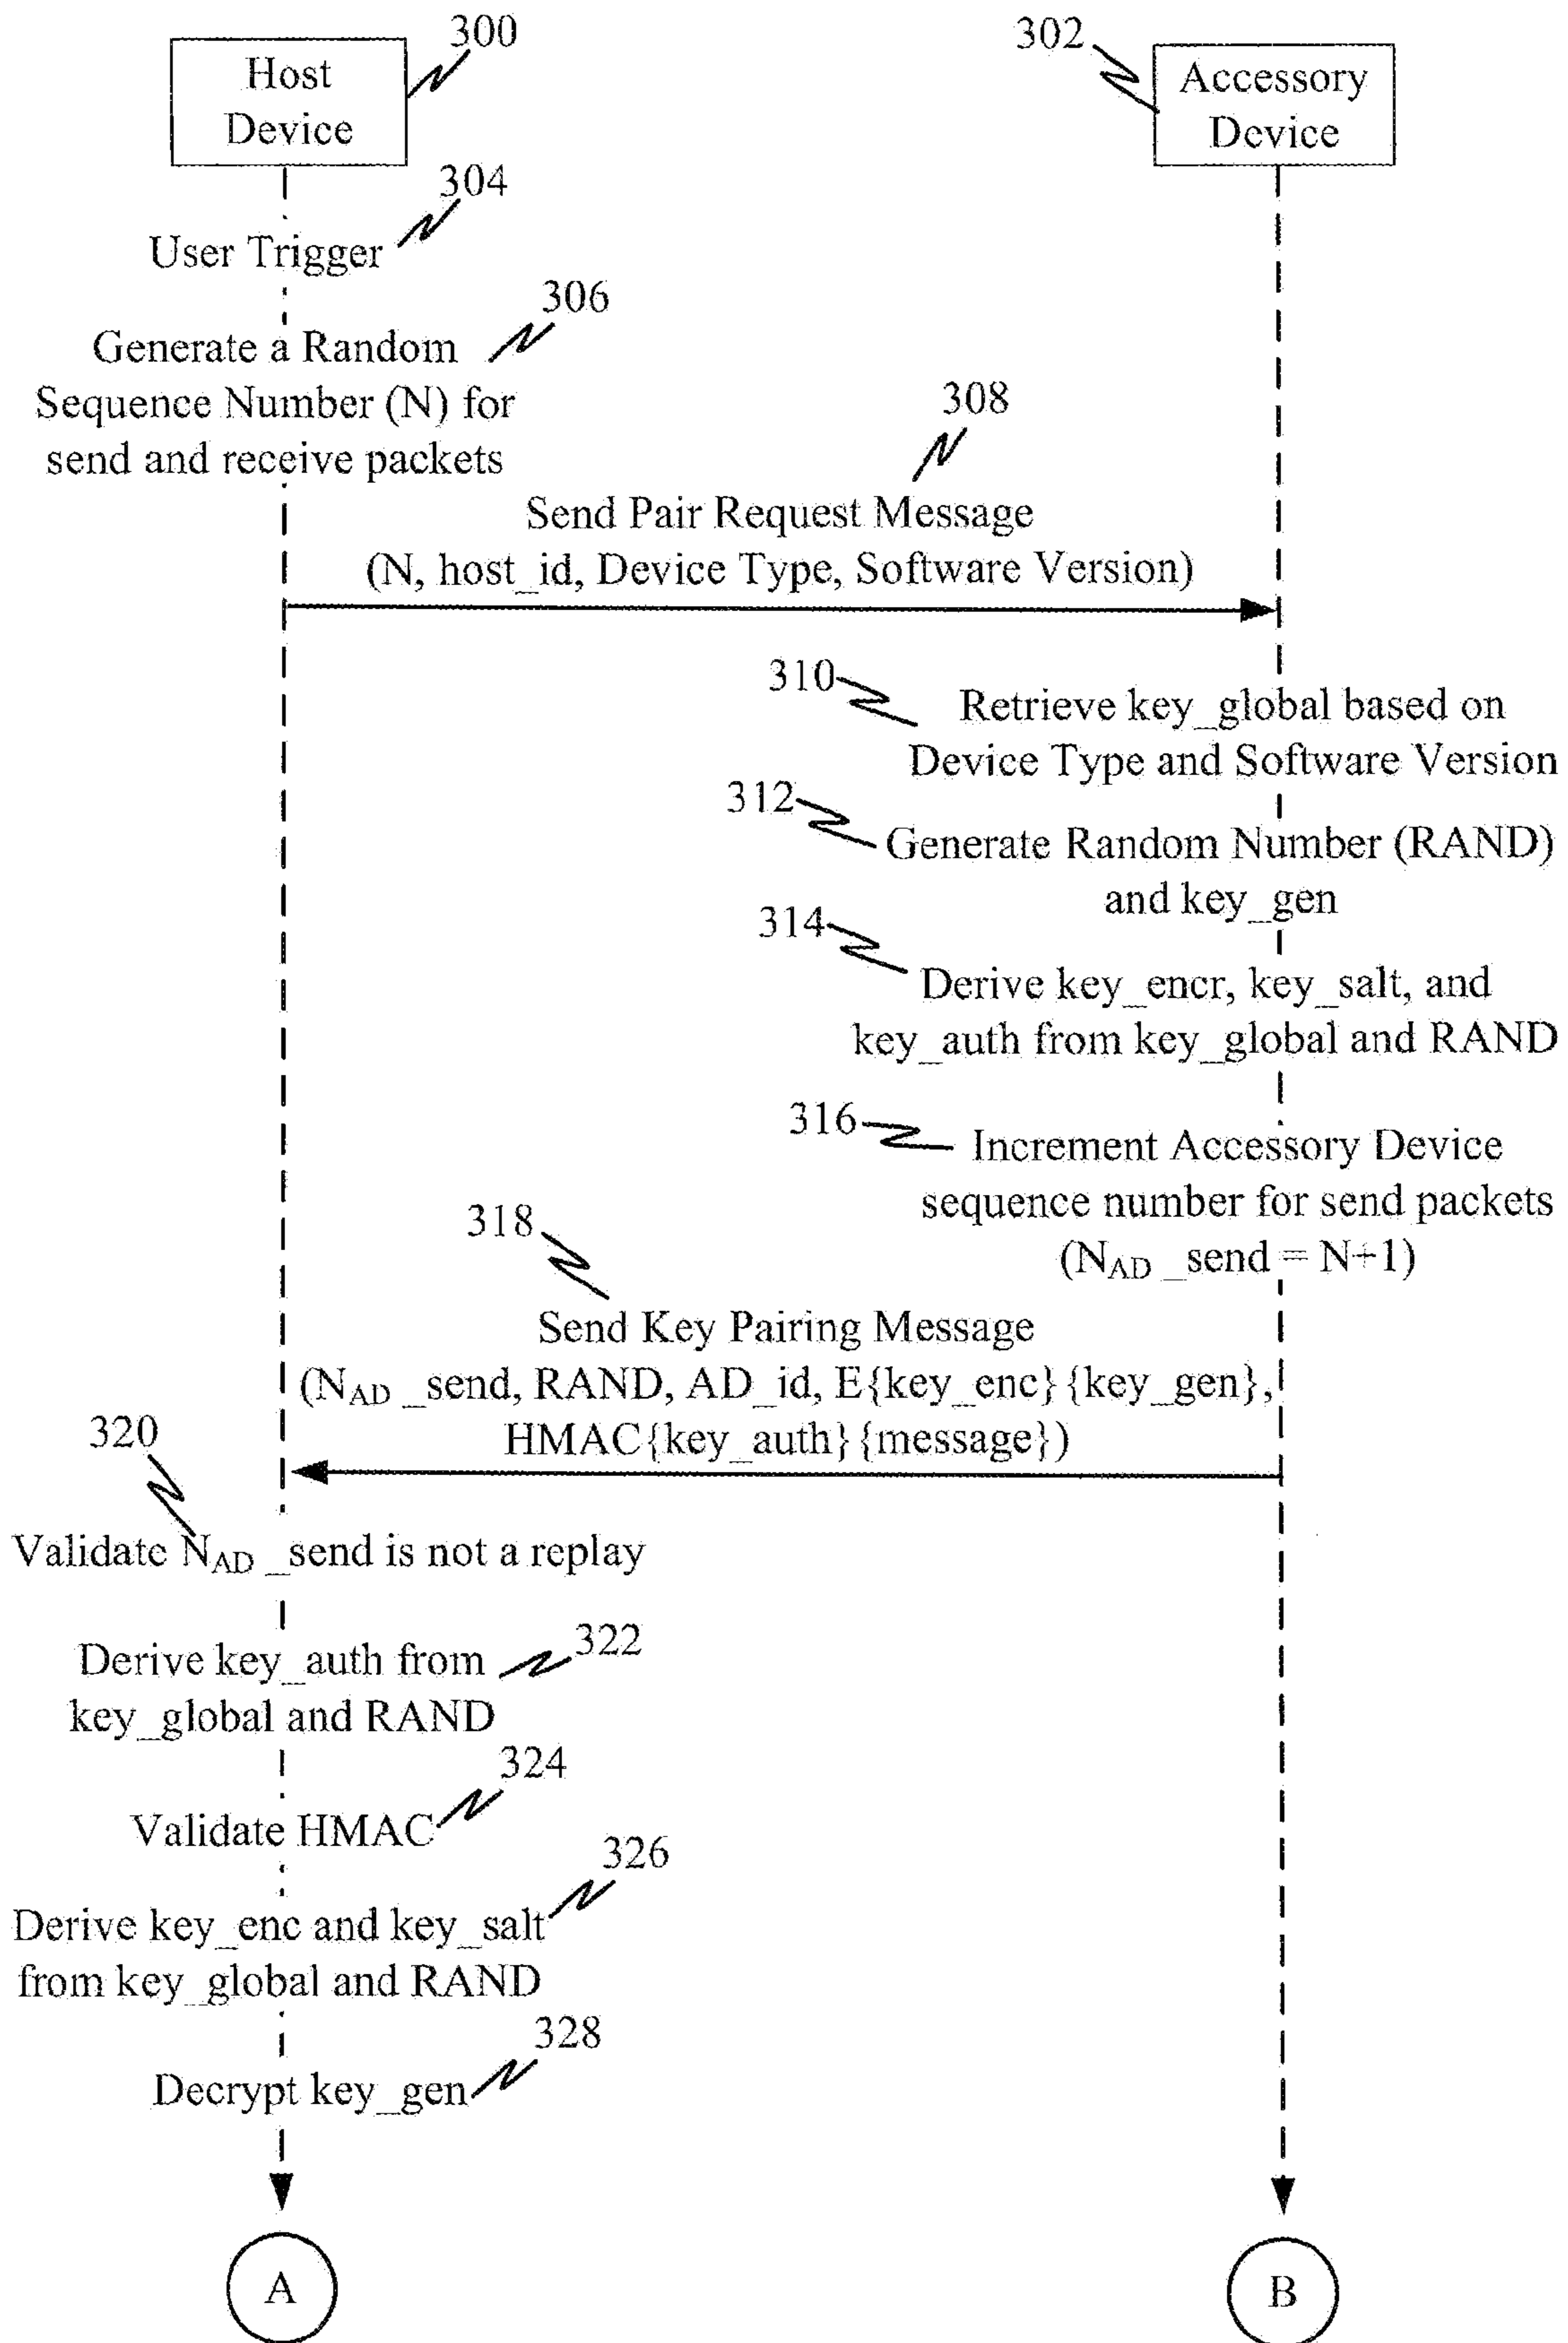 300
Host
Device
302
Accessory
Device
304
User Trigger
306
Generate a Random
Sequence Number (N) for
send and receive packets
308
Send Pair Request Message
(N, host_id, Device Type, Software Version)
310
Retrieve key_global based on
Device Type and Software Version
312
Generate Random Number (RAND)
and key_gen
314
Derive key_encr, key_salt, and
key_auth from key_global and RAND
316
Increment Accessory Device
sequence number for send packets
(NAD _send = N+1)
318
Send Key Pairing Message
(NAD _send, RAND, AD_id, E{key_enc}{key_gen},
HMAC{key_auth}{message})
320
Validate NAD _send is not a replay
322
Derive key_auth from
key_global and RAND
324
Validate HMAC
326
Derive key_enc and key_salt
from key_global and RAND
328
Decrypt key_gen
A
B